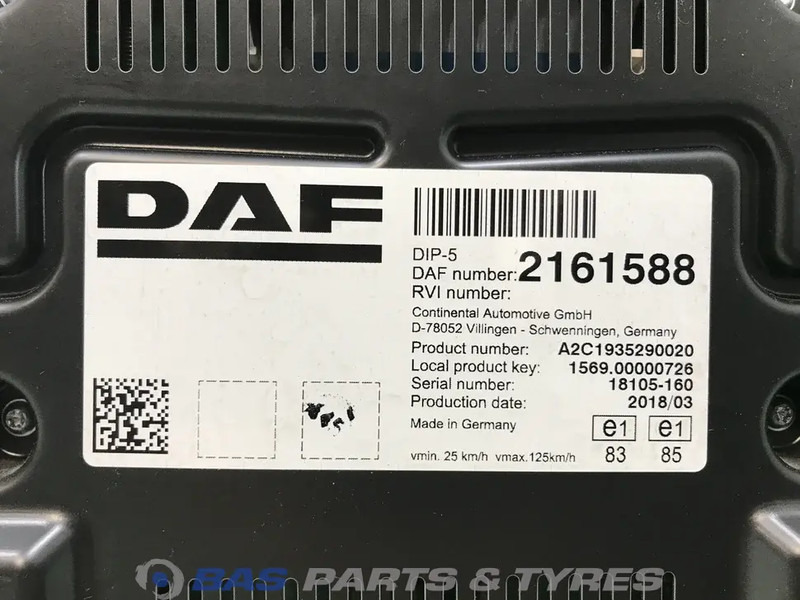 DAF
DIP-5
DAF number: 2161588
RVI number:
Continental Automotive GmbH
D-78052 Villingen - Schwenningen, Germany
Product number: A2C1935290020
Local product key: 1569.00000726
Serial number: 18105-160
Production date: 2018/03
Made in Germany
e1 e1
83 85
vmin. 25 km/h vmax.125km/h
BAS PARTS & TYRES